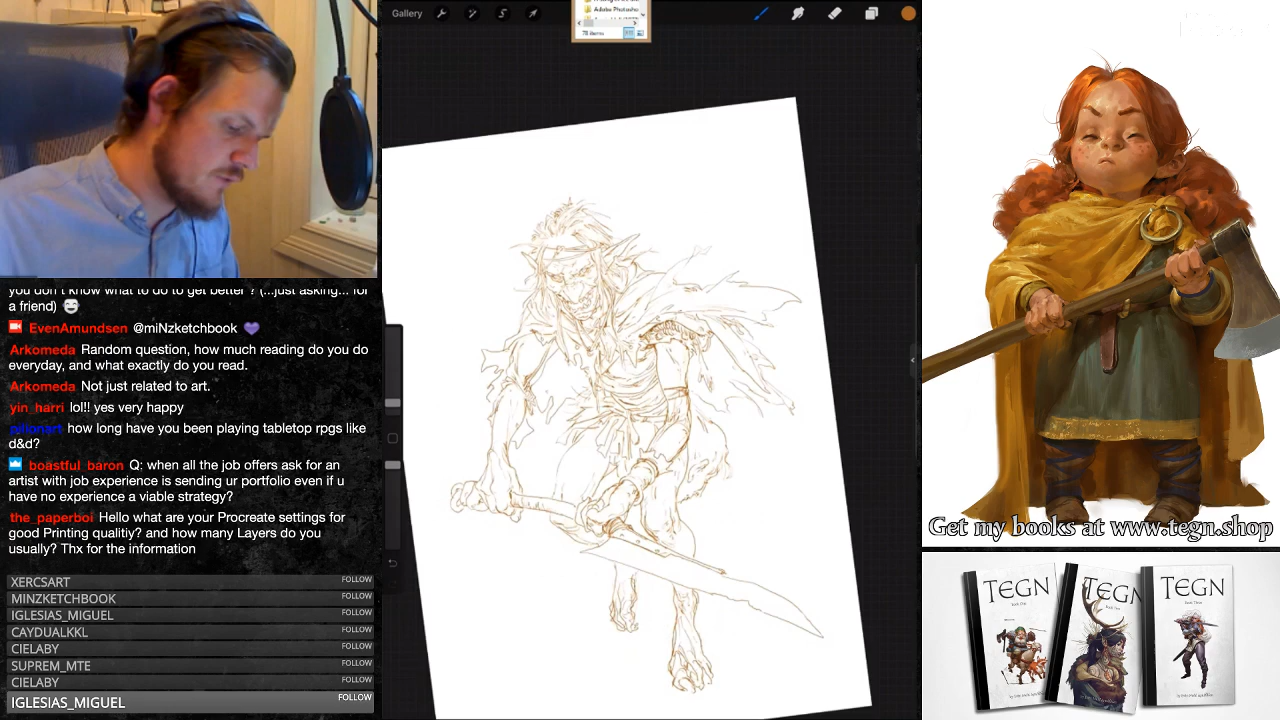 Gallery
Adobe Photosho
78 items
you don't know what to do to get better ? (...just asking... for
a friend)
EvenAmundsen @miNzketchbook
Arkomeda Random question, how much reading do you do
everyday, and what exactly do you read.
Arkomeda Not just related to art.
yin_harri lol!! yes very happy
how long have you been playing tabletop rpgs like
d&d?
boastful_baron Q: when all the job offers ask for an
artist with job experience is sending ur portfolio even if u
have no experience a viable strategy?
the_paperboi Hello what are your Procreate settings for
good Printing qualitiy? and how many Layers do you
usually? Thx for the information
XERCSART FOLLOW
MINZKETCHBOOK FOLLOW
IGLESIAS_MIGUEL FOLLOW
CAYDUALKKL FOLLOW
CIELABY FOLLOW
SUPREM_MTE FOLLOW
CIELABY FOLLOW
IGLESIAS_MIGUEL FOLLOW
Get my books at www.tegn.shop
TEGN
Book One
TEGN
TEGN